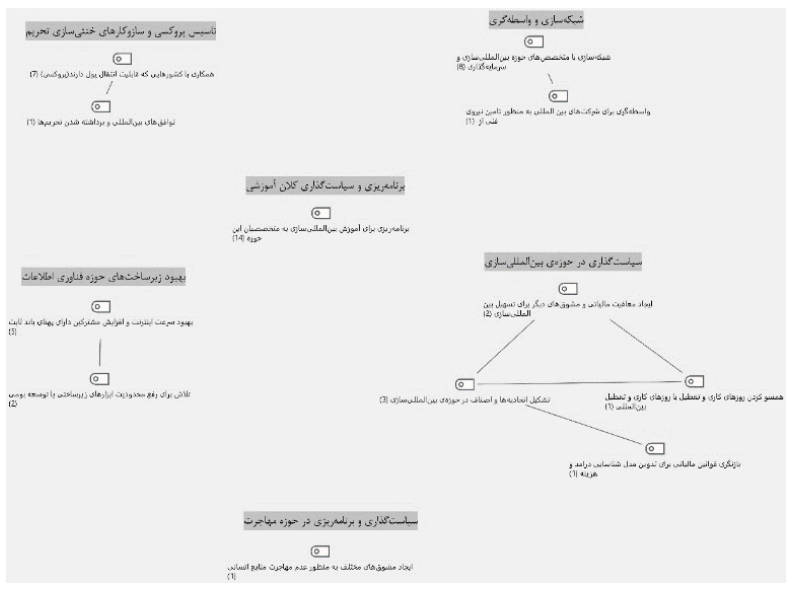 شبکه‌سازی و واسطه‌گری
شبکه‌سازی با متخصص‌های حوزه بین‌المللی‌سازی و
سرمایه‌گذاری (8)
واسطه‌گری برای شرکت‌های بین المللی به منظور تامین نیروی
فنی از (1)
تاسیس پروکسی و سازوکارهای خنثی‌سازی تحریم
همکاری با کشورهایی که قابلیت انتقال پول دارند(پروکسی) (7)
توافق‌های بین‌المللی و برداشته شدن تحریم‌ها (1)
برنامه‌ریزی و سیاست‌گذاری کلان آموزشی
برنامه‌ریزی برای آموزش بین‌المللی‌سازی به متخصصان این
حوزه (14)
سیاست‌گذاری در حوزه‌ی بین‌المللی‌سازی
ایجاد معافیت مالیاتی و مشوق‌های دیگر برای تسهیل بین
المللی‌سازی (2)
همسو کردن روزهای کاری و تعطیل با روزهای کاری و تعطیل
بین‌المللی (1)
تشکیل اتحادیه‌ها و اصناف در حوزه‌ی بین‌المللی‌سازی (3)
بازنگری قوانین مالیاتی برای تدوین مدل شناسایی درامد و
هزینه (1)
بهبود زیرساخت‌های حوزه فناوری اطلاعات
بهبود سرعت اینترنت و افزایش مشترکین دارای پهنای باند ثابت
(5)
تلاش برای رفع محدودیت ابزارهای زیرساختی یا توسعه بومی
(2)
سیاست‌گذاری و برنامه‌ریزی در حوزه مهاجرت
ایجاد مشوق‌های مختلف به منظور عدم مهاجرت منابع انسانی
(1)